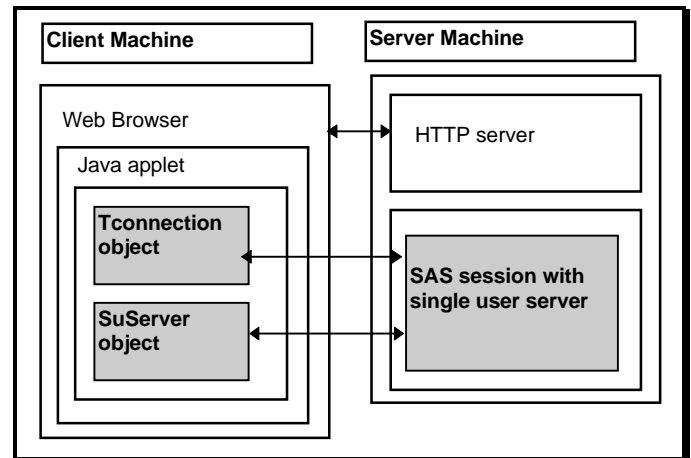 Client Machine
Server Machine
Web Browser
HTTP server
Java applet
Tconnection
object
SAS session with
single user server
SuServer
object